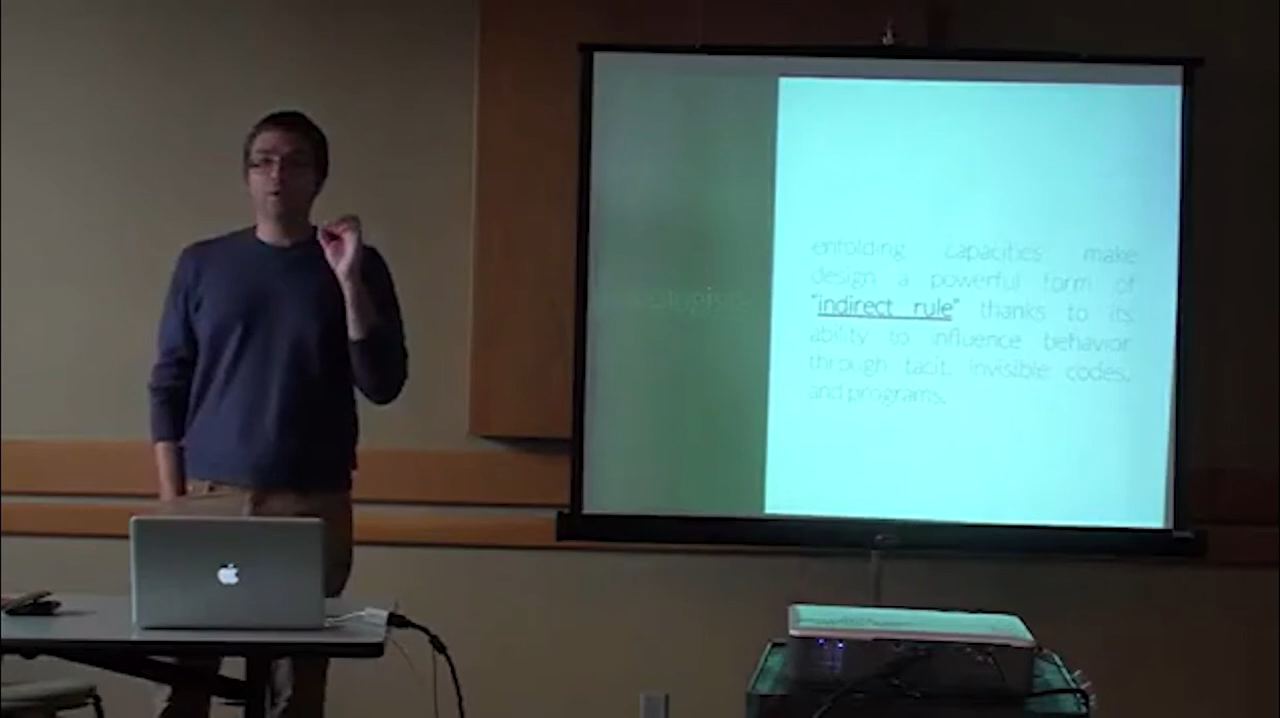 enfolding capacities make
design a powerful form of
"indirect rule" thanks to its
ability to influence behavior
through tacit, invisible codes,
and programs.